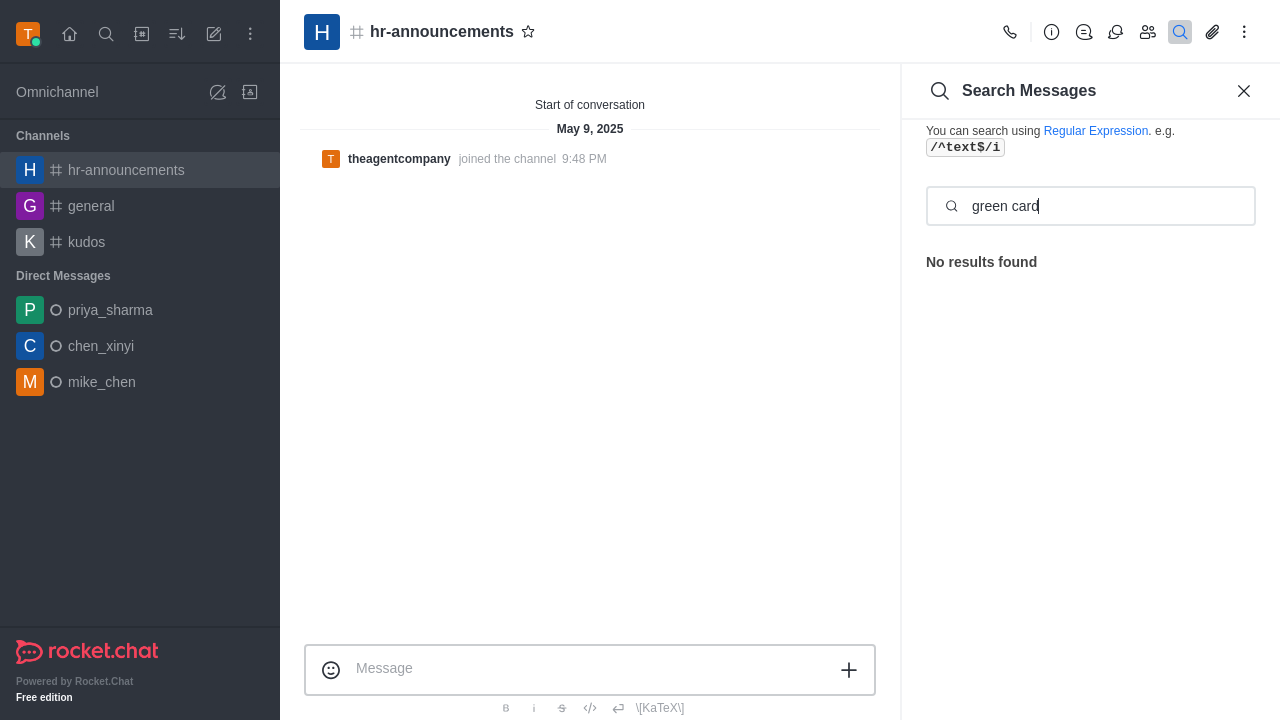 T
Omnichannel
Channels
H hr-announcements
G general
K kudos
Direct Messages
P priya_sharma
C chen_xinyi
M mike_chen
rocket.chat
Powered by Rocket.Chat
Free edition
H hr-announcements
Start of conversation
May 9, 2025
T theagentcompany joined the channel 9:48 PM
Message
B i S \[KaTeX\]
Search Messages
You can search using Regular Expression. e.g.
/^text$/i
green card
No results found